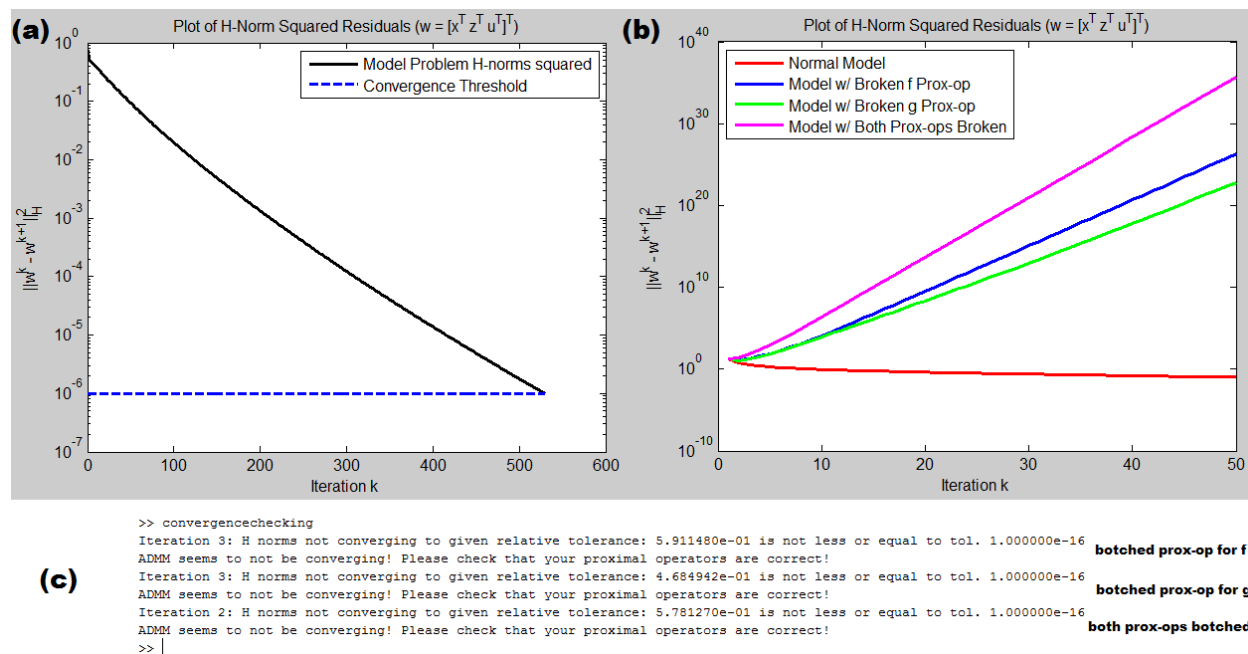 (a)
Plot of H-Norm Squared Residuals (w = [x^T z^T u^T]^T)
10^0
10^-1
10^-2
10^-3
10^-4
10^-5
10^-6
10^-7
||w^k - w^k+1||_H^2
Model Problem H-norms squared
Convergence Threshold
0 100 200 300 400 500 600
Iteration k
(b)
Plot of H-Norm Squared Residuals (w = [x^T z^T u^T]^T)
10^40
10^30
10^20
10^10
10^0
10^-10
||w^k - w^k+1||_H^2
Normal Model
Model w/ Broken f Prox-op
Model w/ Broken g Prox-op
Model w/ Both Prox-ops Broken
10 20 30 40 50
0
Iteration k
(c)
>> convergencechecking
Iteration 3: H norms not converging to given relative tolerance: 5.911480e-01 is not less or equal to tol. 1.000000e-16
ADMM seems to not be converging! Please check that your proximal operators are correct!
botched prox-op for f
Iteration 3: H norms not converging to given relative tolerance: 4.684942e-01 is not less or equal to tol. 1.000000e-16
ADMM seems to not be converging! Please check that your proximal operators are correct!
botched prox-op for g
Iteration 2: H norms not converging to given relative tolerance: 5.781270e-01 is not less or equal to tol. 1.000000e-16
ADMM seems to not be converging! Please check that your proximal operators are correct!
both prox-ops botched
>>